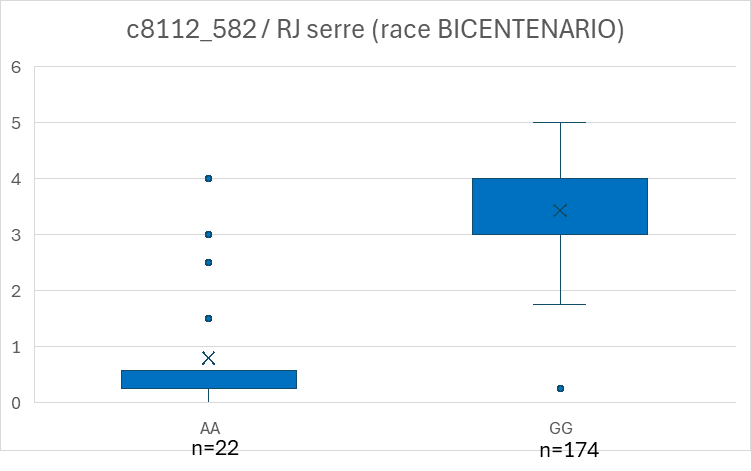 c8112_582 / RJ serre (race BICENTENARIO)
6
5
4
3
2
1
0
AA GG
n=22 n=174